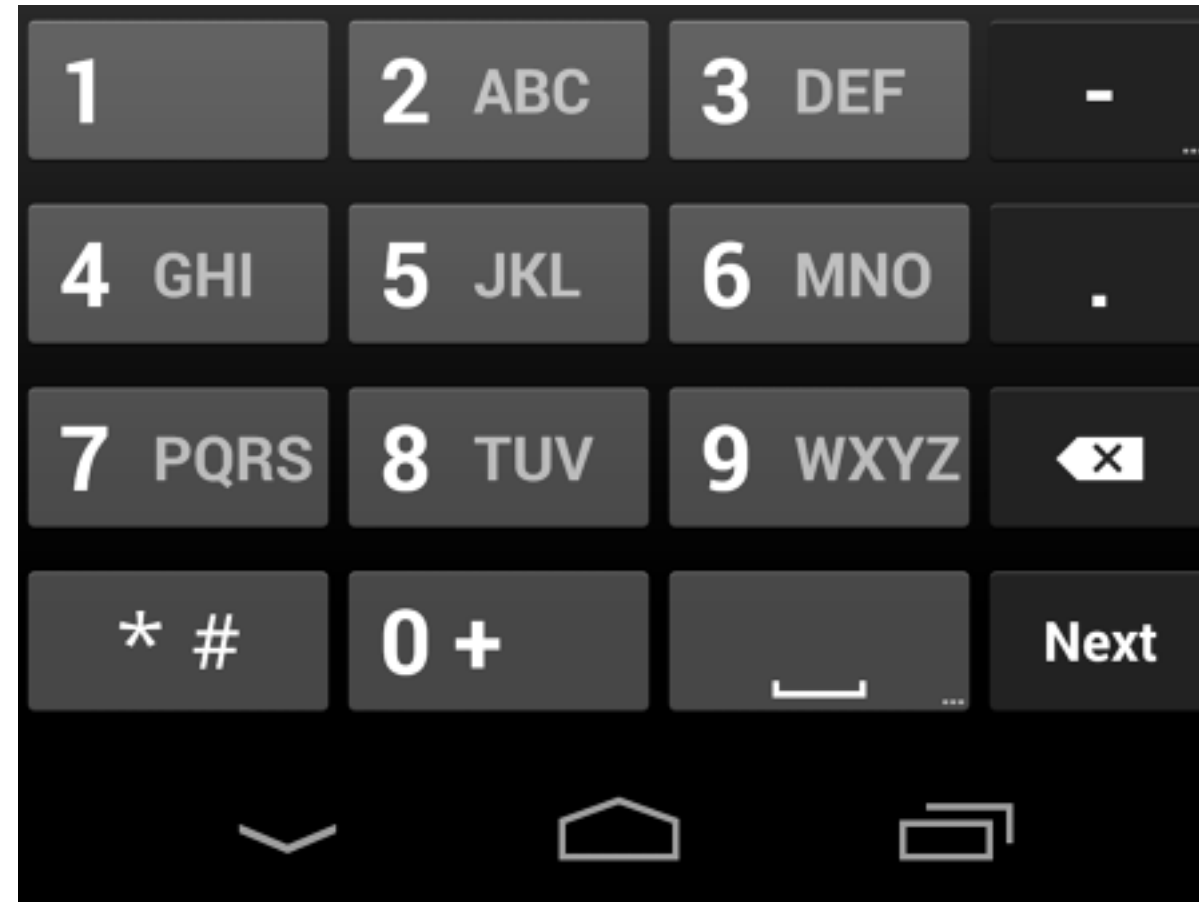 1 2 ABC 3 DEF -
4 GHI 5 JKL 6 MNO .
7 PQRS 8 TUV 9 WXYZ
* # 0 + Next